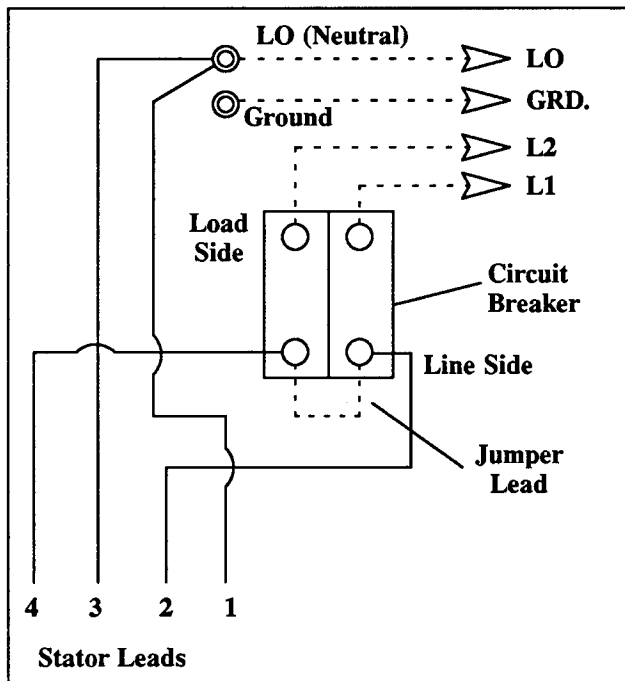 LO (Neutral)
LO
GRD.
Ground
L2
L1
Load
Side
Circuit
Breaker
Line Side
Jumper
Lead
4 3 2 1
Stator Leads